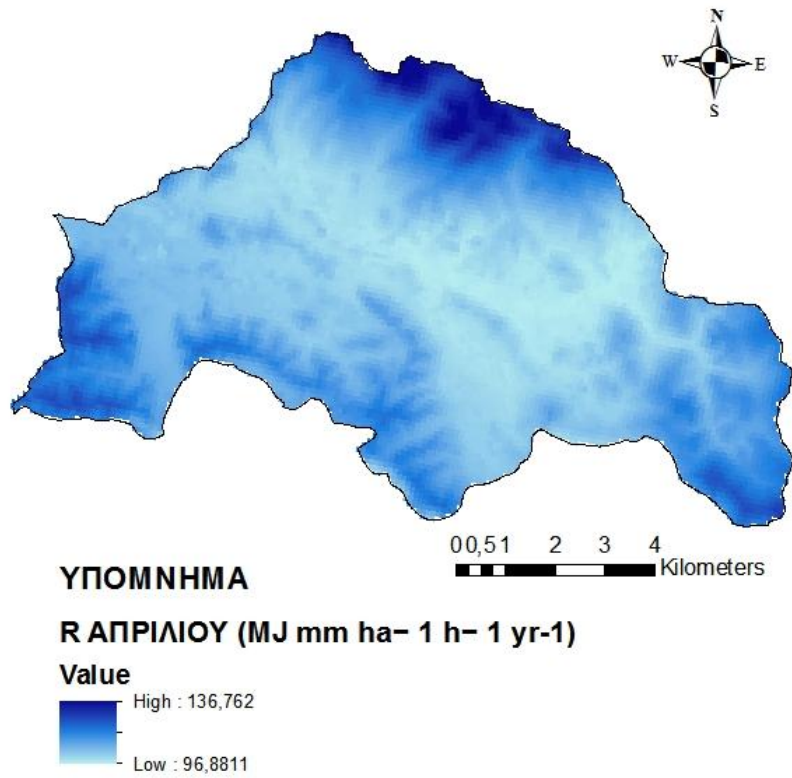 N
W E
S
0 0,5 1 2 3 4
Kilometers
ΥΠΟΜΝΗΜΑ
R ΑΠΡΙΛΙΟΥ (MJ mm ha− 1 h− 1 yr-1)
Value
High : 136,762
Low : 96,8811